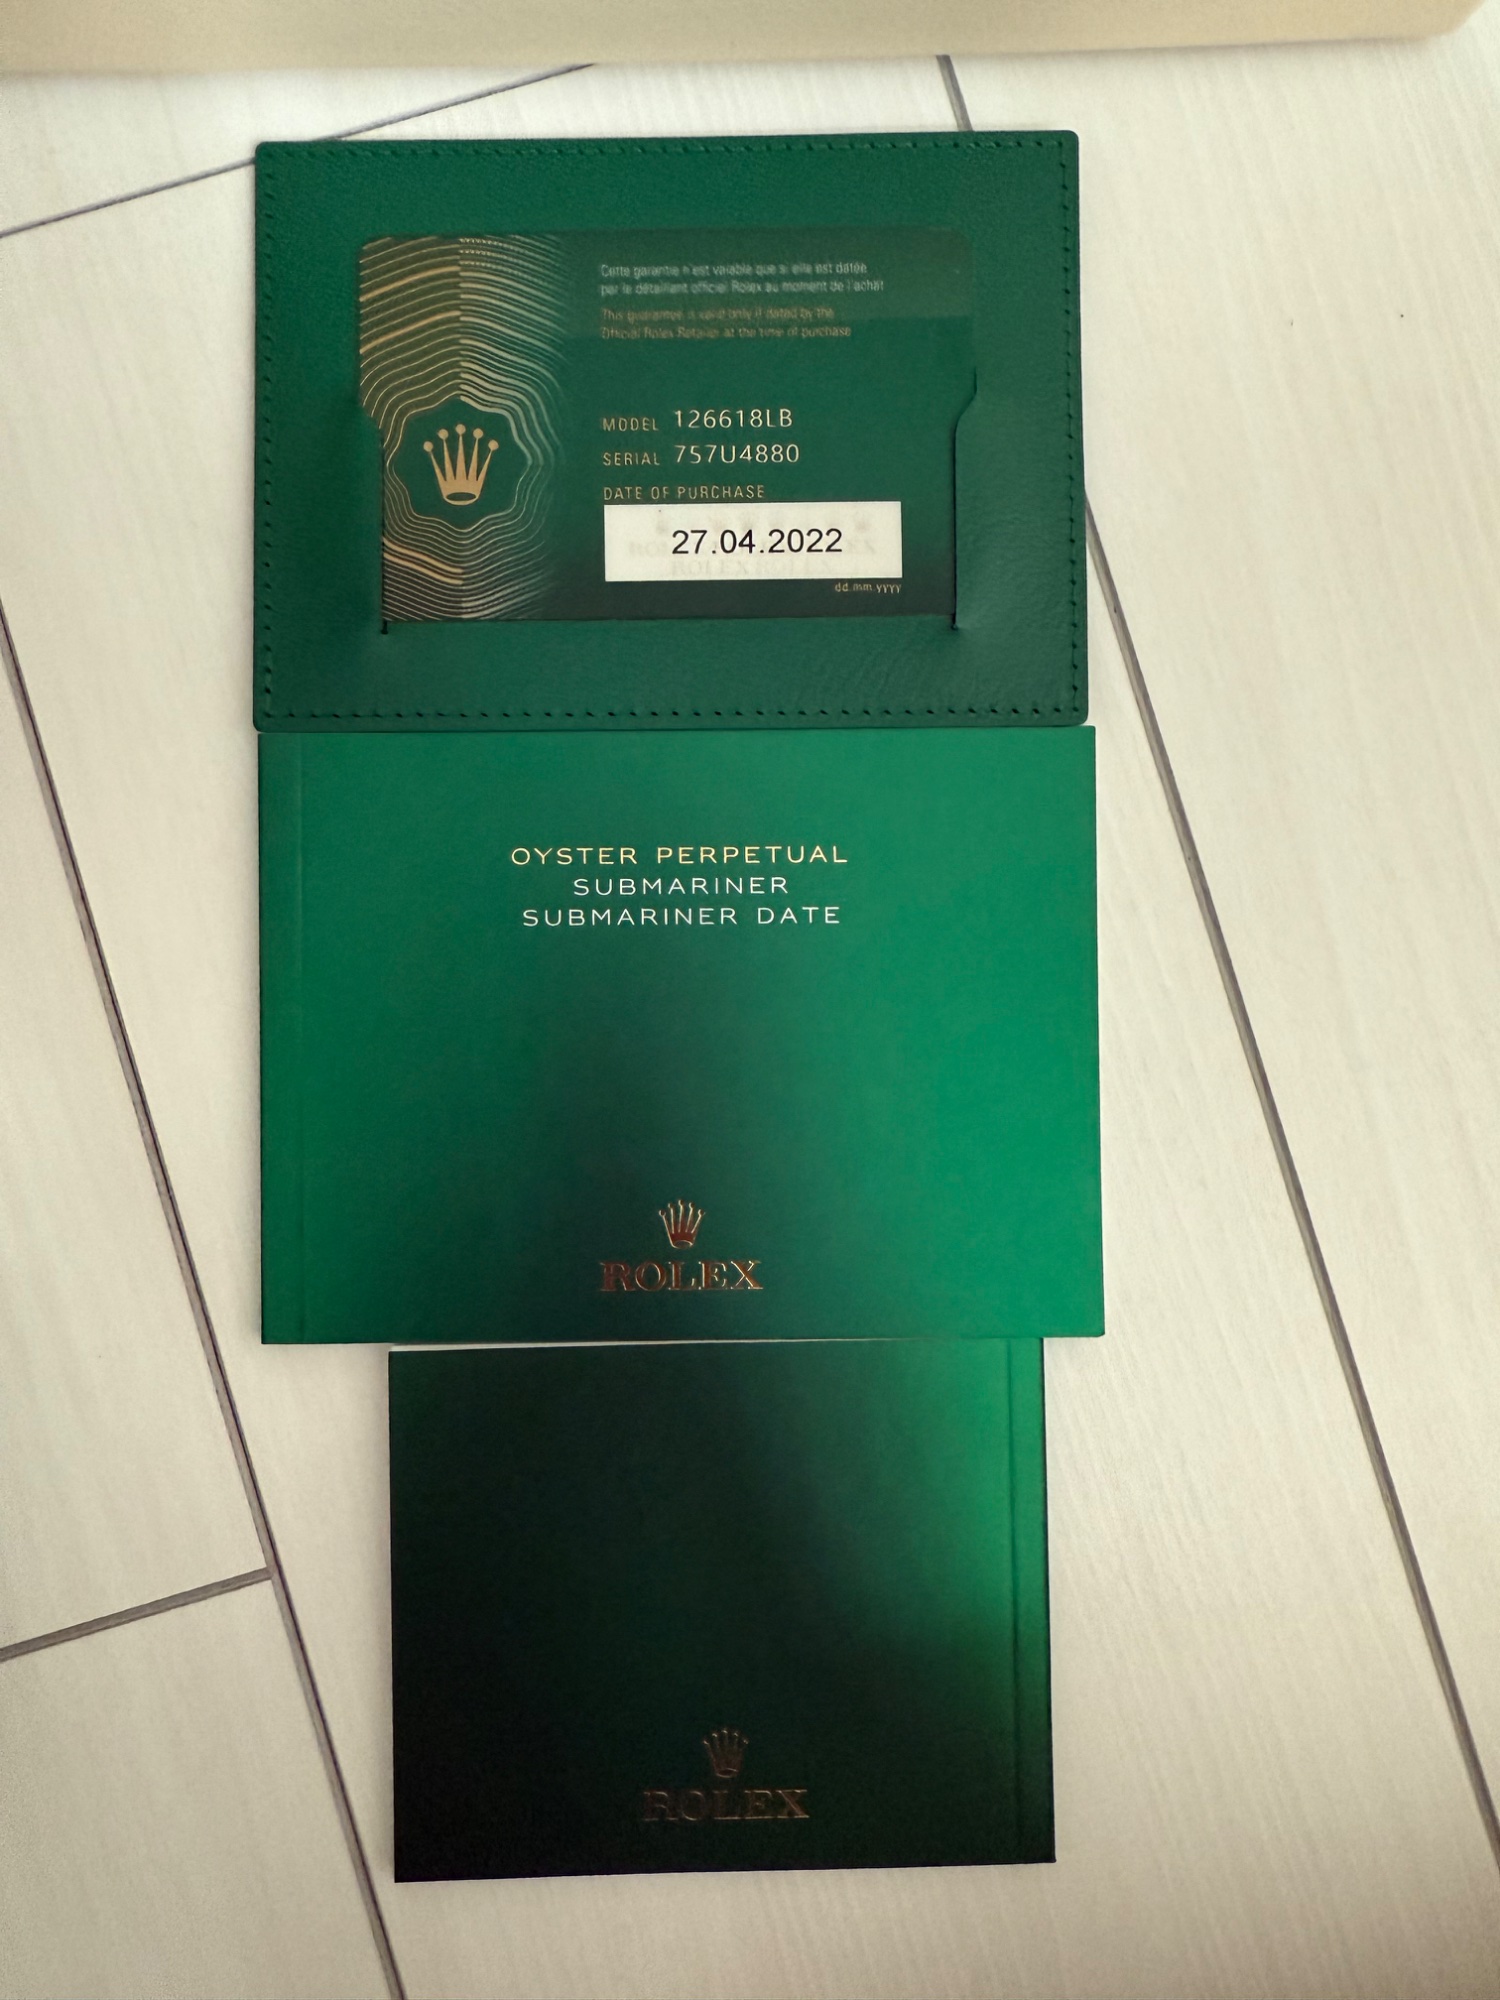 Cette garantie n'est valable que si elle est datée
par le détaillant officiel Rolex au moment de l'achat
This guarantee is valid only if dated by the
Official Rolex Retailer at the time of purchase
MODEL 126618LB
SERIAL 757U4880
DATE OF PURCHASE
27.04.2022
dd.mm.yyyy
OYSTER PERPETUAL
SUBMARINER
SUBMARINER DATE
ROLEX
ROLEX